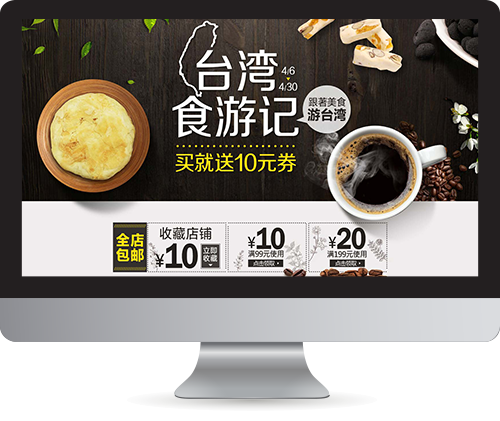 台湾
4/6
4/30
食游记
跟著美食
游台湾
买就送10元券
全店
包邮
收藏店铺
¥10
立即
收藏
¥10
满99元使用
点击领取
¥20
满199元使用
点击领取